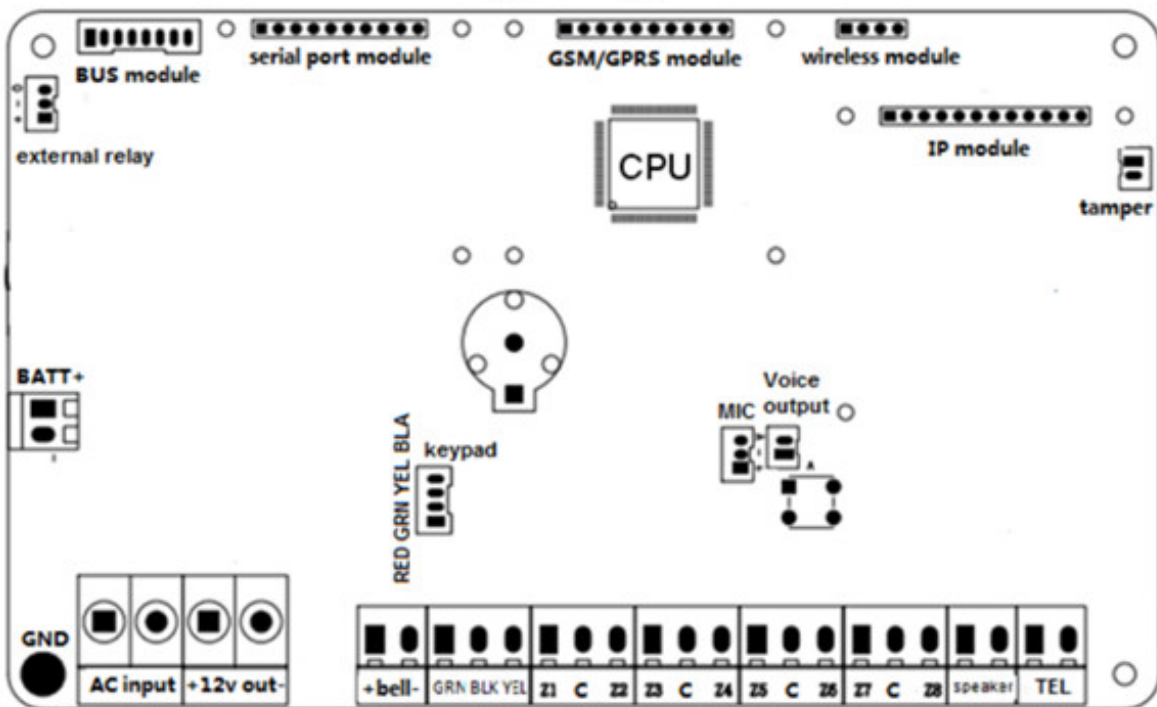 BUS module
serial port module
GSM/GPRS module
wireless module
external relay
CPU
IP module
tamper
BATT+
RED GRN YEL BLA
keypad
MIC
Voice
output
A
GND
AC input +12v out-
+bell- GRN BLK YEL Z1 C Z2 Z3 C Z4 Z5 C Z6 Z7 C Z8 speaker TEL